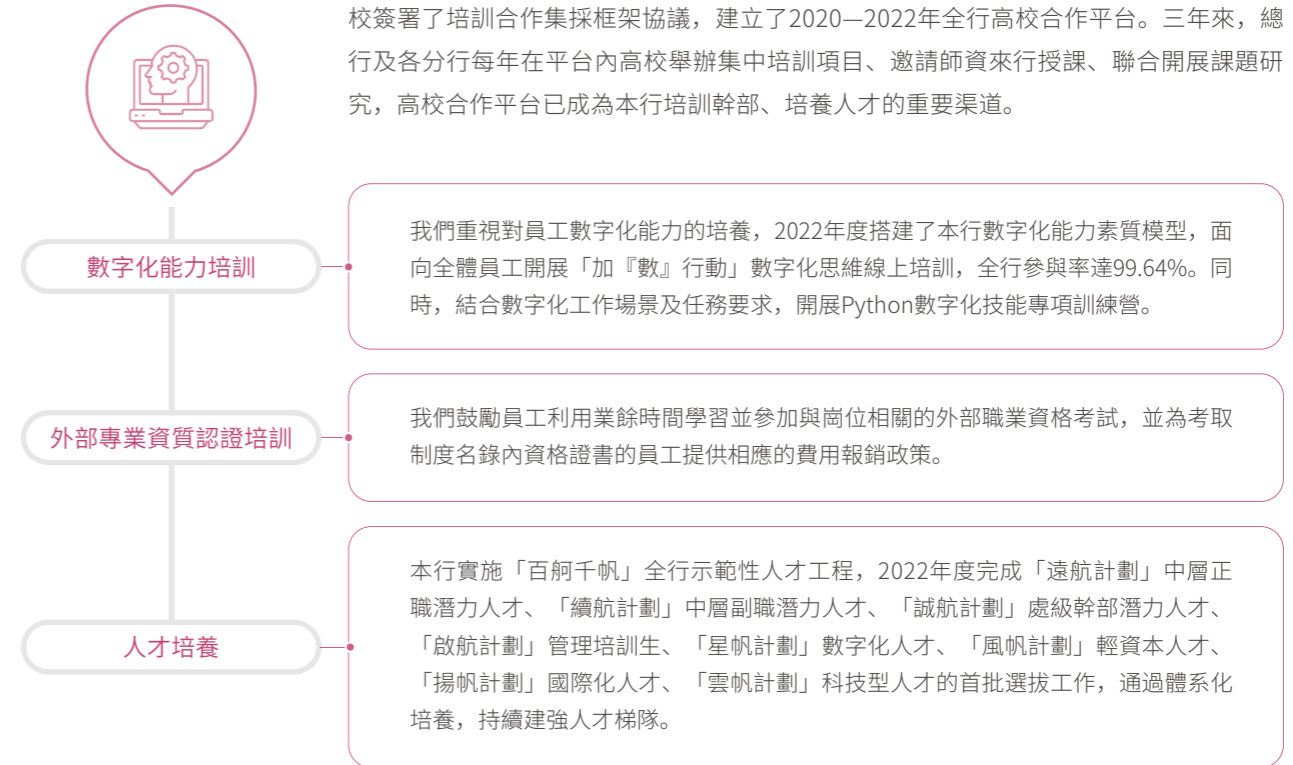 校簽署了培訓合作集採框架協議，建立了2020—2022年全行高校合作平台。三年來，總
行及各分行每年在平台內高校舉辦集中培訓項目、邀請師資來行授課、聯合開展課題研
究，高校合作平台已成為本行培訓幹部、培養人才的重要渠道。
數字化能力培訓
我們重視對員工數字化能力的培養，2022年度搭建了本行數字化能力素質模型，面
向全體員工開展「加『數』行動」數字化思維線上培訓，全行參與率達99.64%。同
時，結合數字化工作場景及任務要求，開展Python數字化技能專項訓練營。
外部專業資質認證培訓
我們鼓勵員工利用業餘時間學習並參加與崗位相關的外部職業資格考試，並為考取
制度名錄內資格證書的員工提供相應的費用報銷政策。
人才培養
本行實施「百舸千帆」全行示範性人才工程，2022年度完成「遠航計劃」中層正
職潛力人才、「續航計劃」中層副職潛力人才、「誠航計劃」處級幹部潛力人才、
「啟航計劃」管理培訓生、「星帆計劃」數字化人才、「風帆計劃」輕資本人才、
「揚帆計劃」國際化人才、「雲帆計劃」科技型人才的首批選拔工作，通過體系化
培養，持續建強人才梯隊。